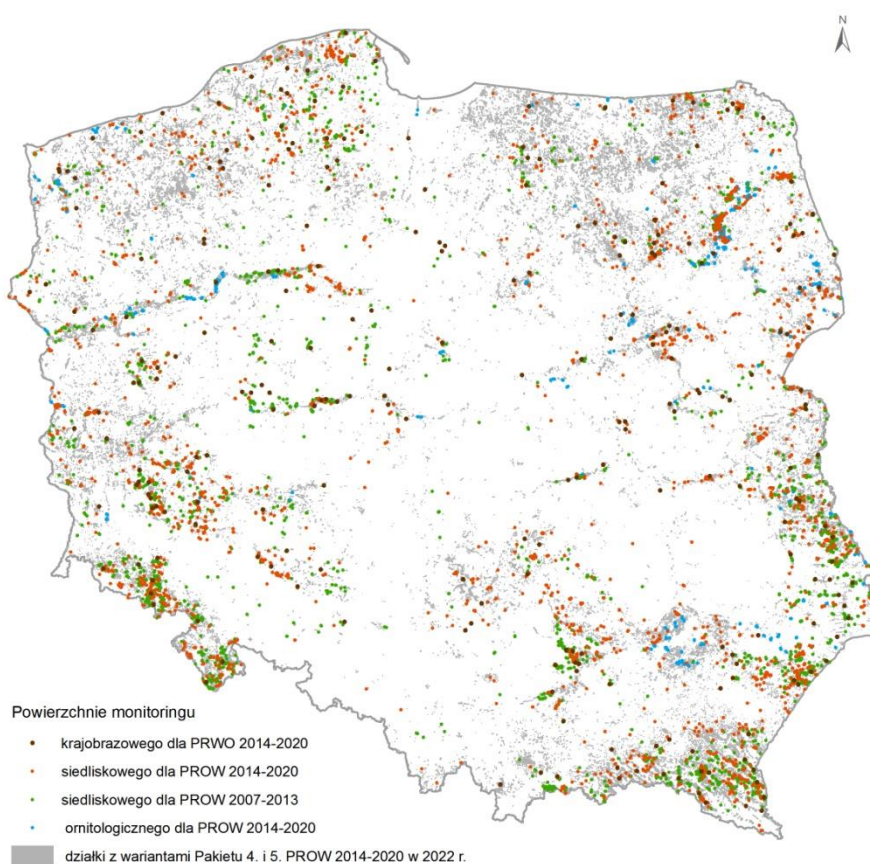 N
Powierzchnie monitoringu
krajobrazowego dla PRWO 2014-2020
siedliskowego dla PROW 2014-2020
siedliskowego dla PROW 2007-2013
ornitologicznego dla PROW 2014-2020
działki z wariantami Pakietu 4. i 5. PROW 2014-2020 w 2022 r.